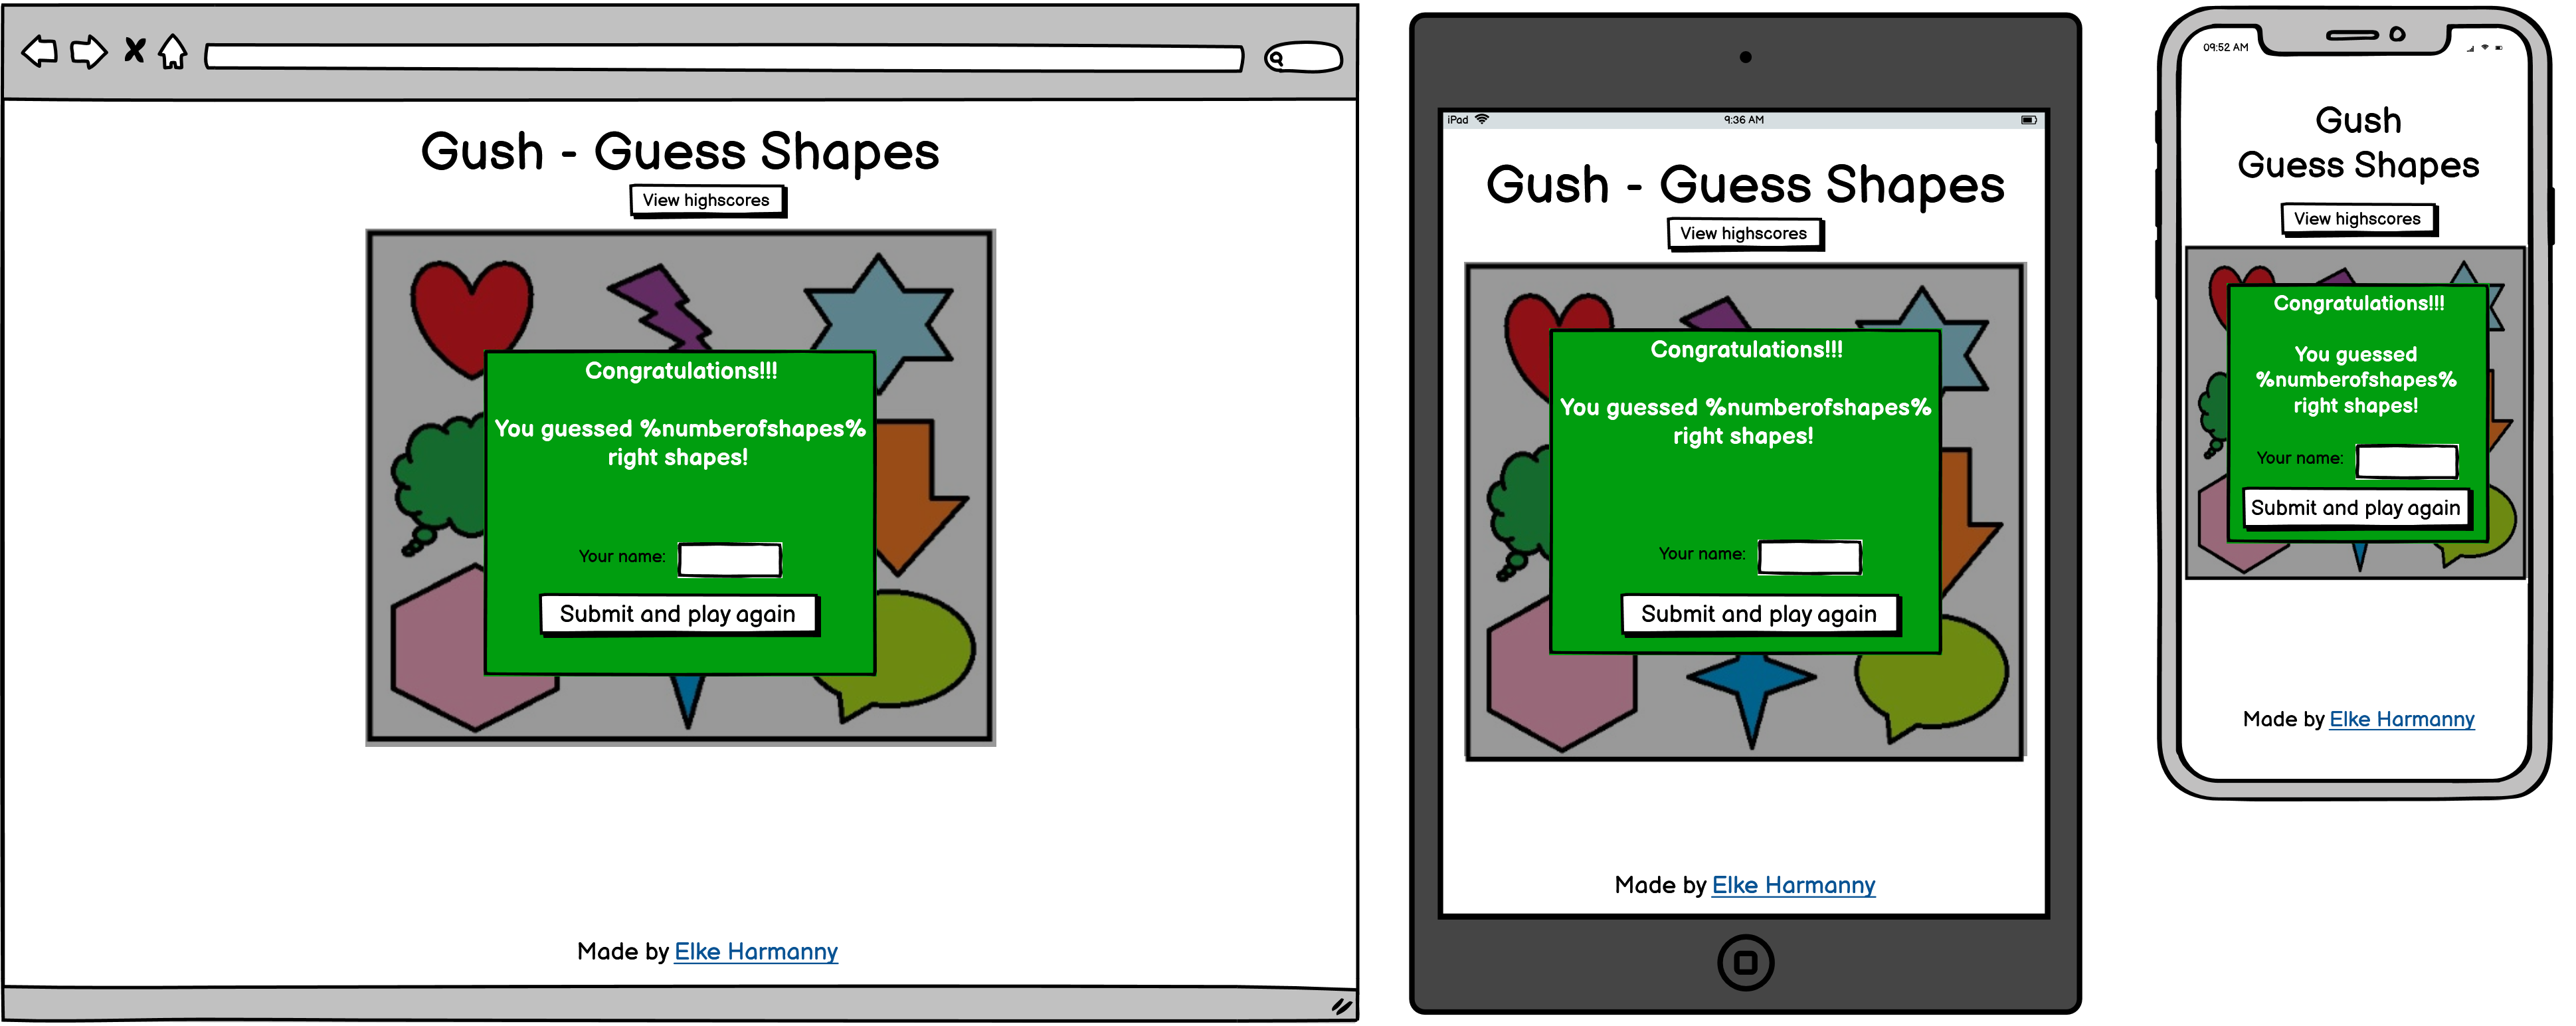 Gush - Guess Shapes
View highscores
Congratulations!!!
You guessed %numberofshapes%
right shapes!
Your name:
Submit and play again
Made by Elke Harmanny
iPad 9:36 AM
Gush - Guess Shapes
View highscores
Congratulations!!!
You guessed %numberofshapes%
right shapes!
Your name:
Submit and play again
Made by Elke Harmanny
09:52 AM
Gush
Guess Shapes
View highscores
Congratulations!!!
You guessed
%numberofshapes%
right shapes!
Your name:
Submit and play again
Made by Elke Harmanny